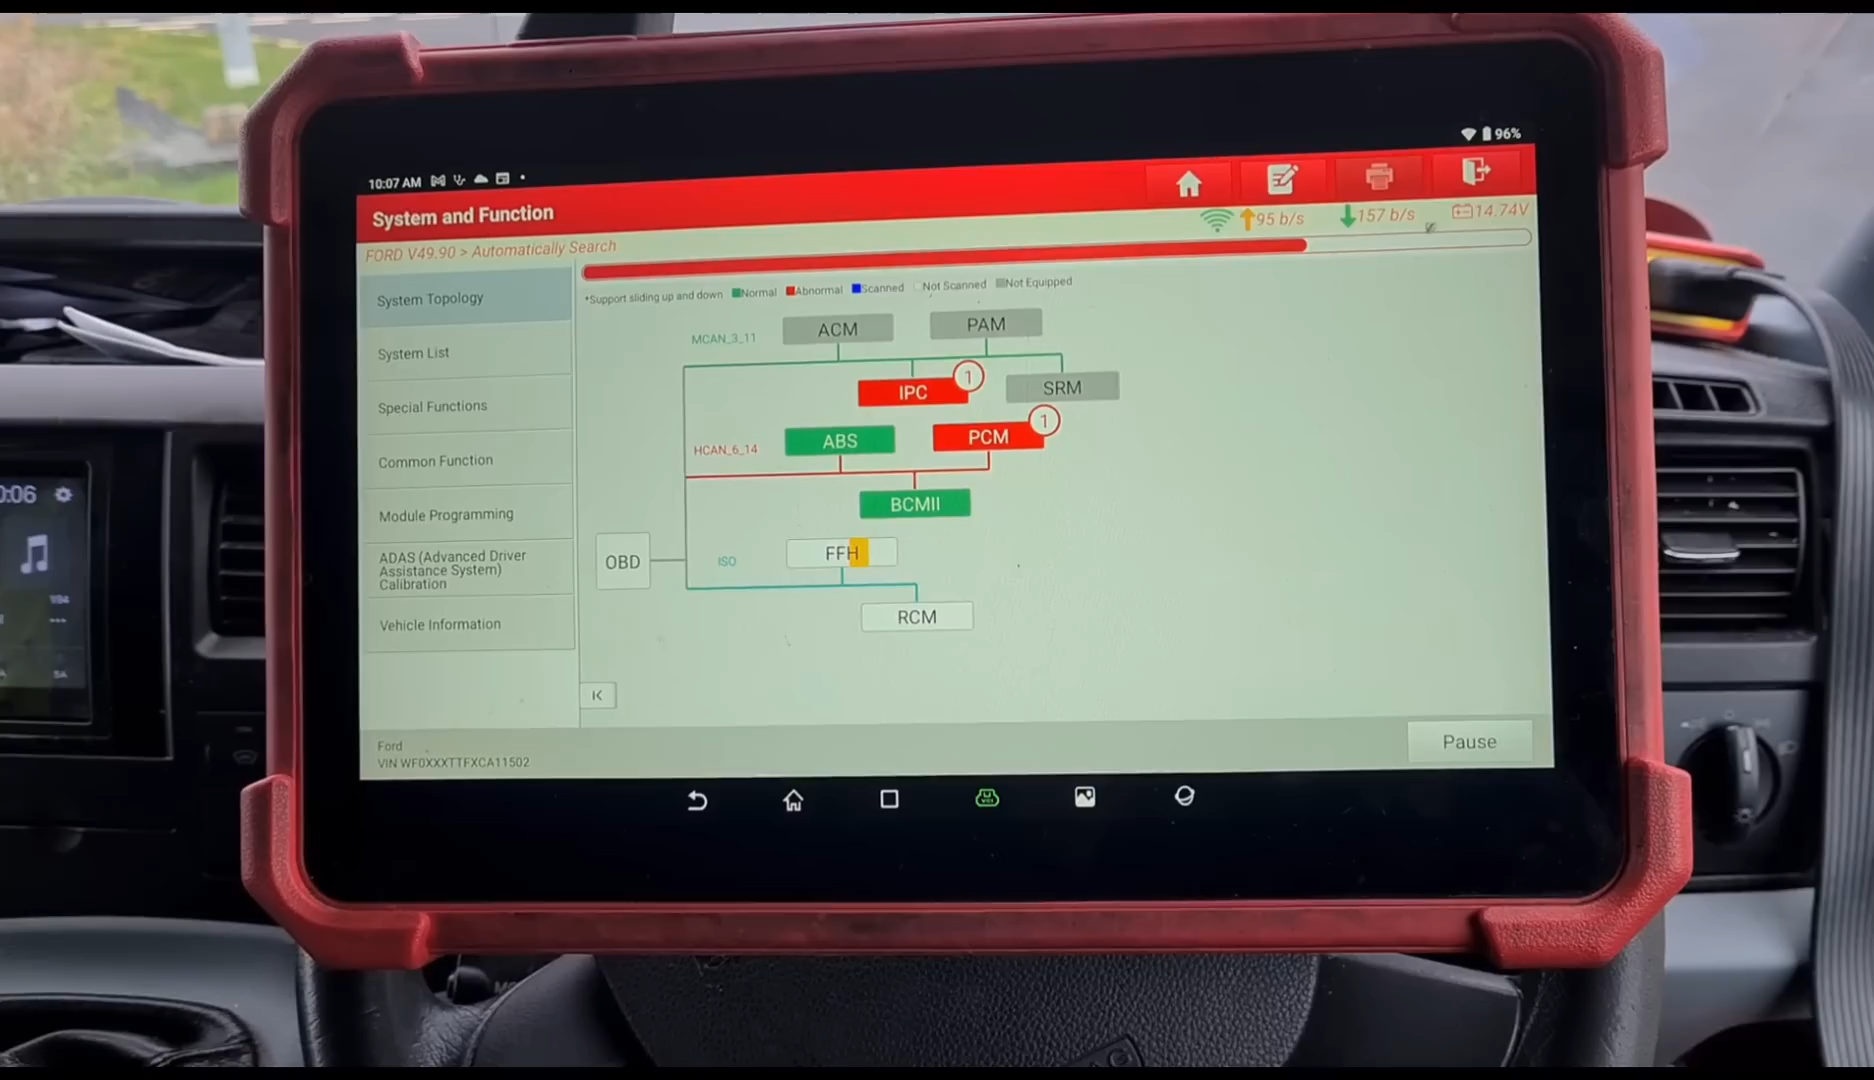 96%
10:07 AM
System and Function
95 b/s
157 b/s
14.74V
FORD V49.90 > Automatically Search
System Topology
System List
Special Functions
Common Function
Module Programming
ADAS (Advanced Driver
Assistance System)
Calibration
Vehicle Information
*Support sliding up and down Normal Abnormal Scanned Not Scanned Not Equipped
MCAN_3_11
ACM
PAM
IPC
1
SRM
HCAN_6_14
ABS
PCM
1
BCMII
OBD
ISO
FFH
RCM
Ford
VIN WF0XXXTTFXCA11502
Pause
0:06